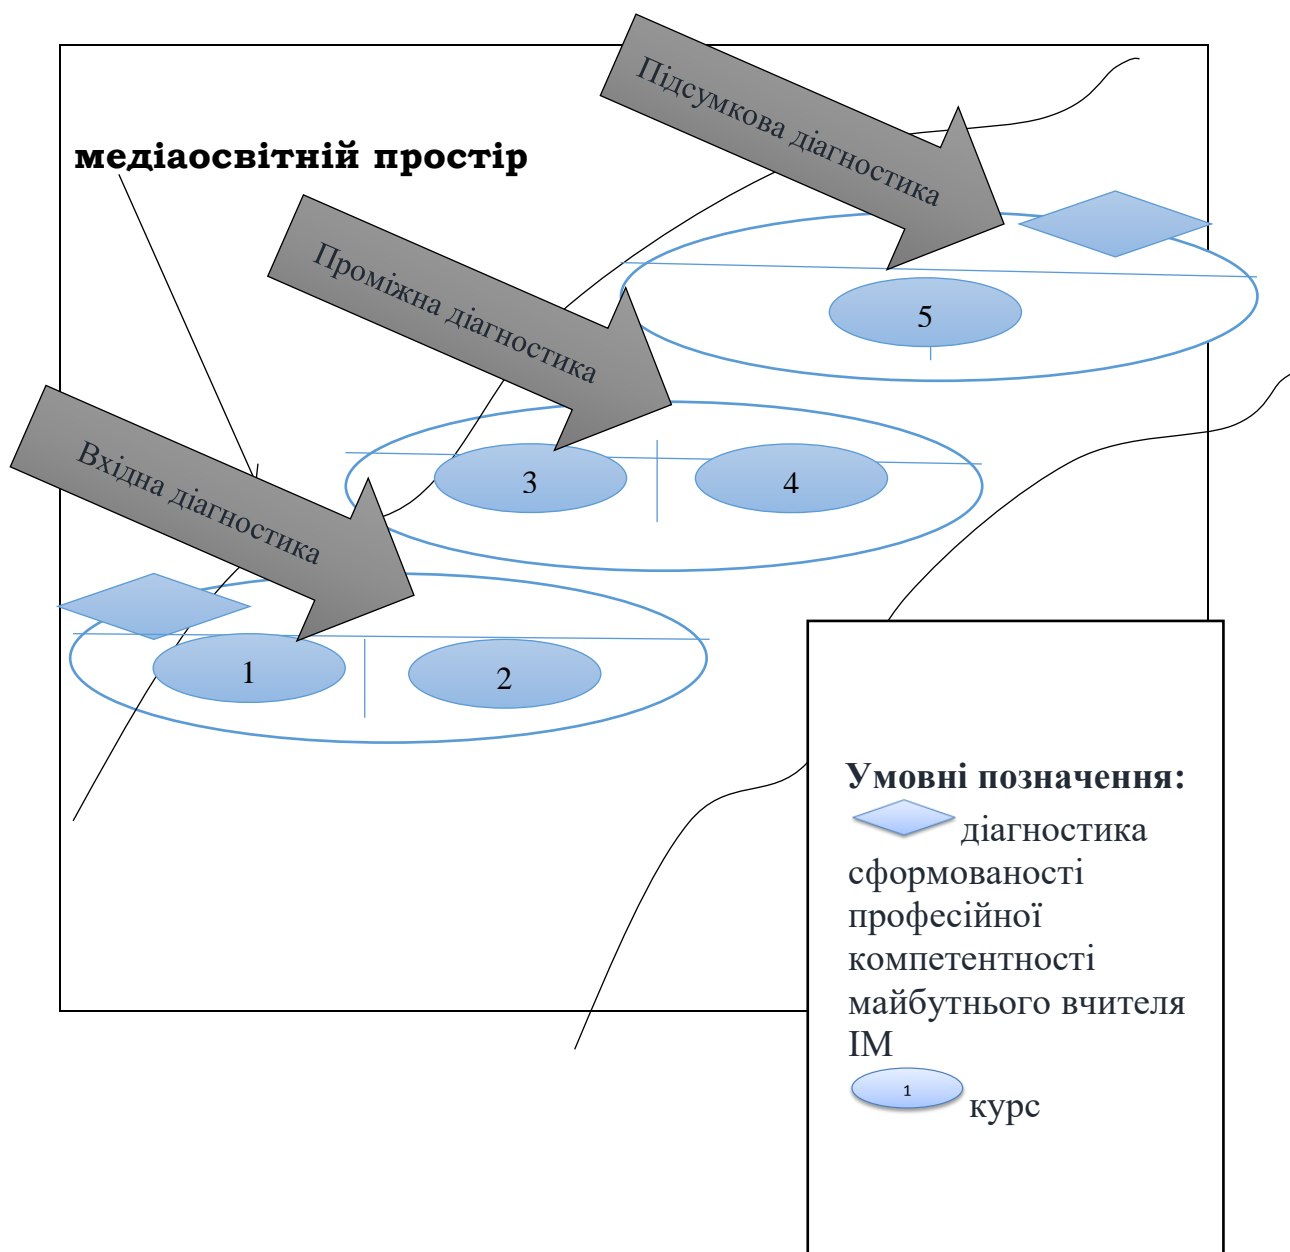 Підсумкова діагностика
медіаосвітній простір
Проміжна діагностика
5
Вхідна діагностика
3
4
1
2
Умовні позначення:
діагностика
сформованості
професійної
компетентності
майбутнього вчителя
ІМ
1
курс